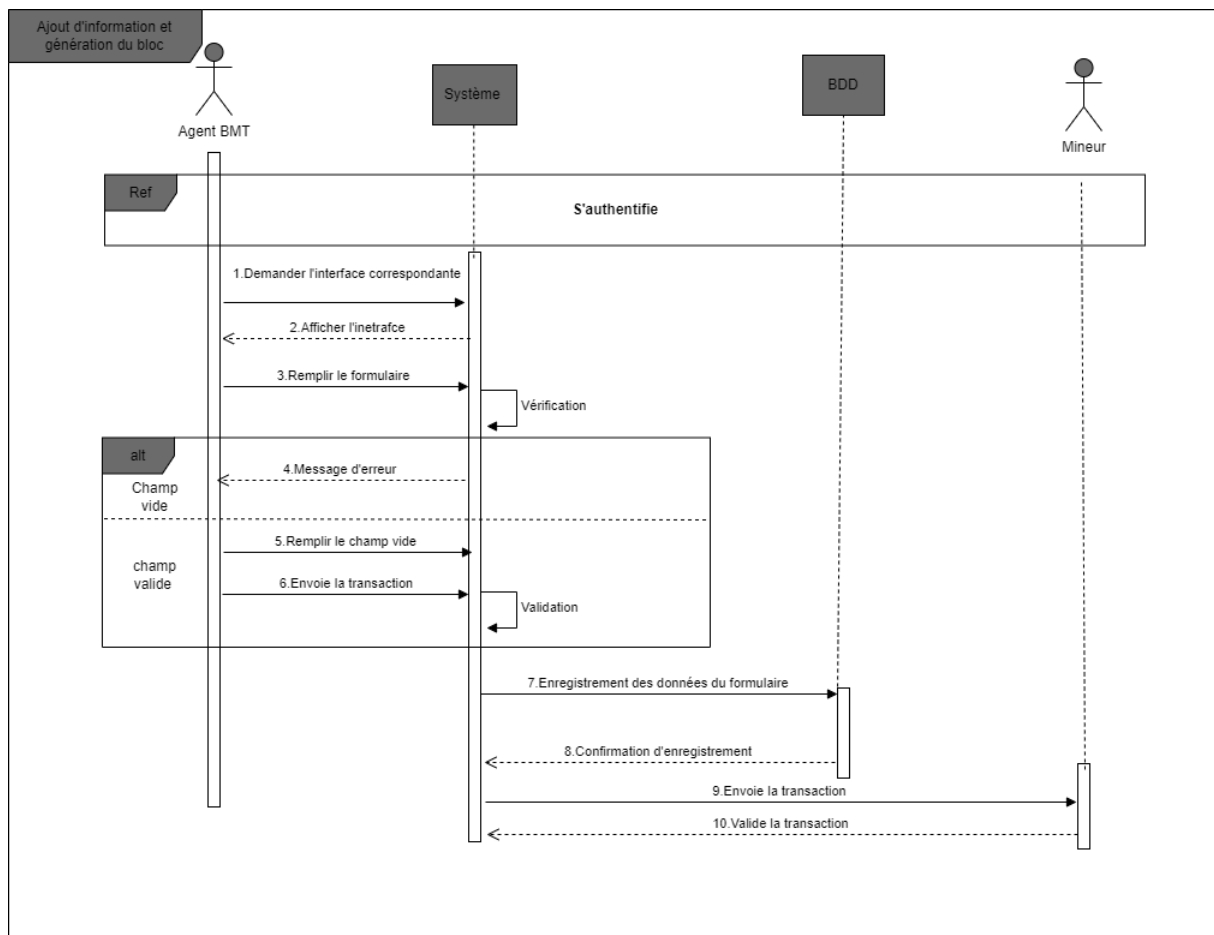 Ajout d'information et
génération du bloc
Agent BMT
Système
BDD
Mineur
Ref
S'authentifie
1.Demander l'interface correspondante
2.Afficher l'inetrafce
3.Remplir le formulaire
Vérification
alt
4.Message d'erreur
Champ
vide
5.Remplir le champ vide
champ
valide
6.Envoie la transaction
Validation
7.Enregistrement des données du formulaire
8.Confirmation d'enregistrement
9.Envoie la transaction
10.Valide la transaction